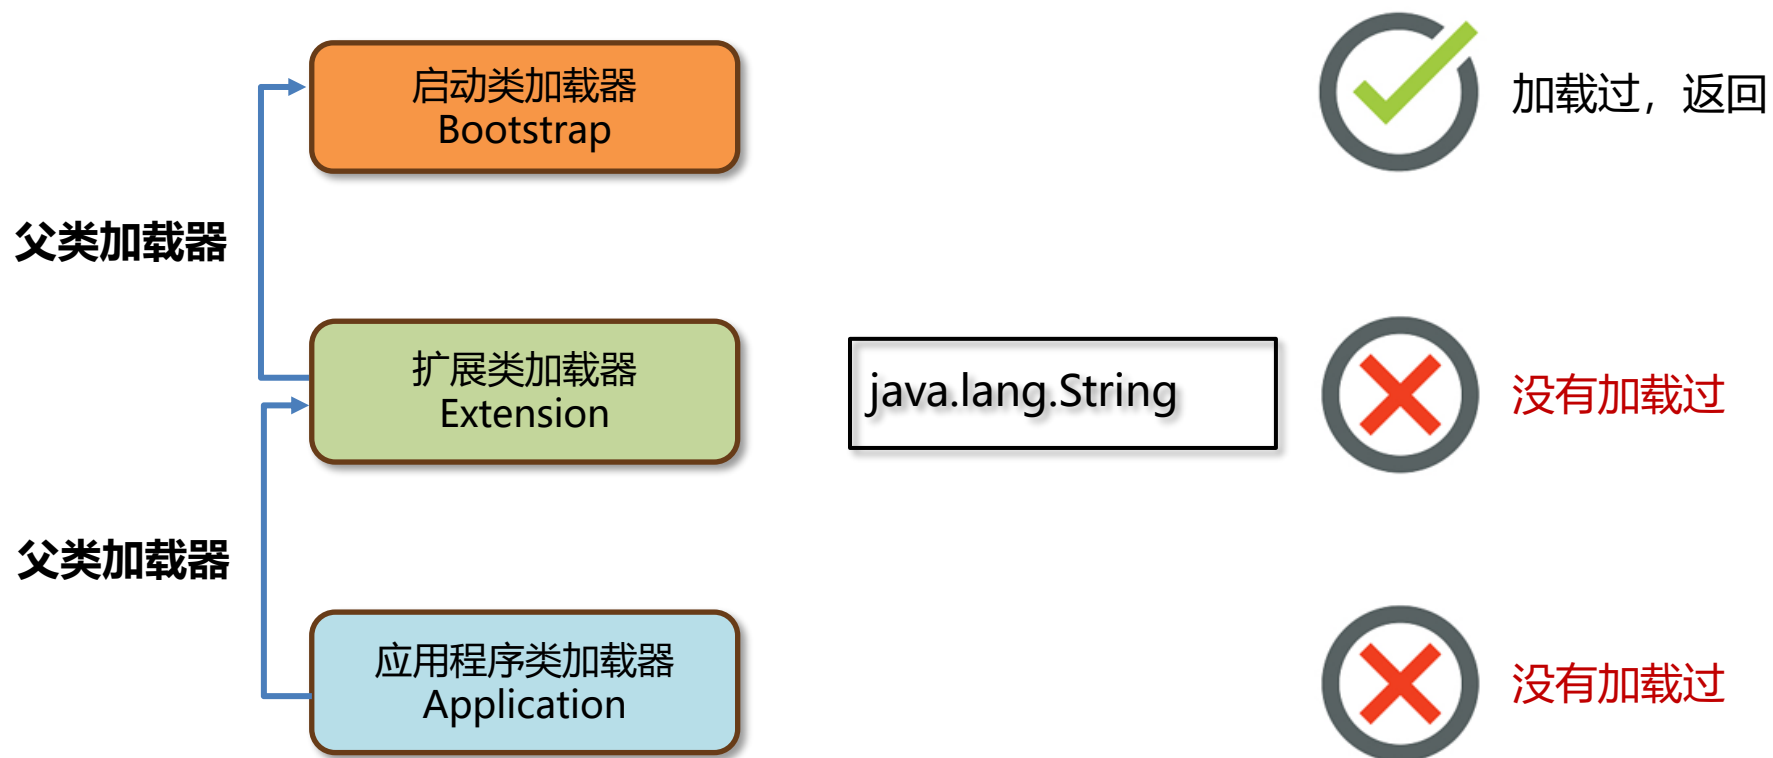 启动类加载器
Bootstrap
加载过，返回
父类加载器
扩展类加载器
Extension
java.lang.String
没有加载过
父类加载器
应用程序类加载器
Application
没有加载过